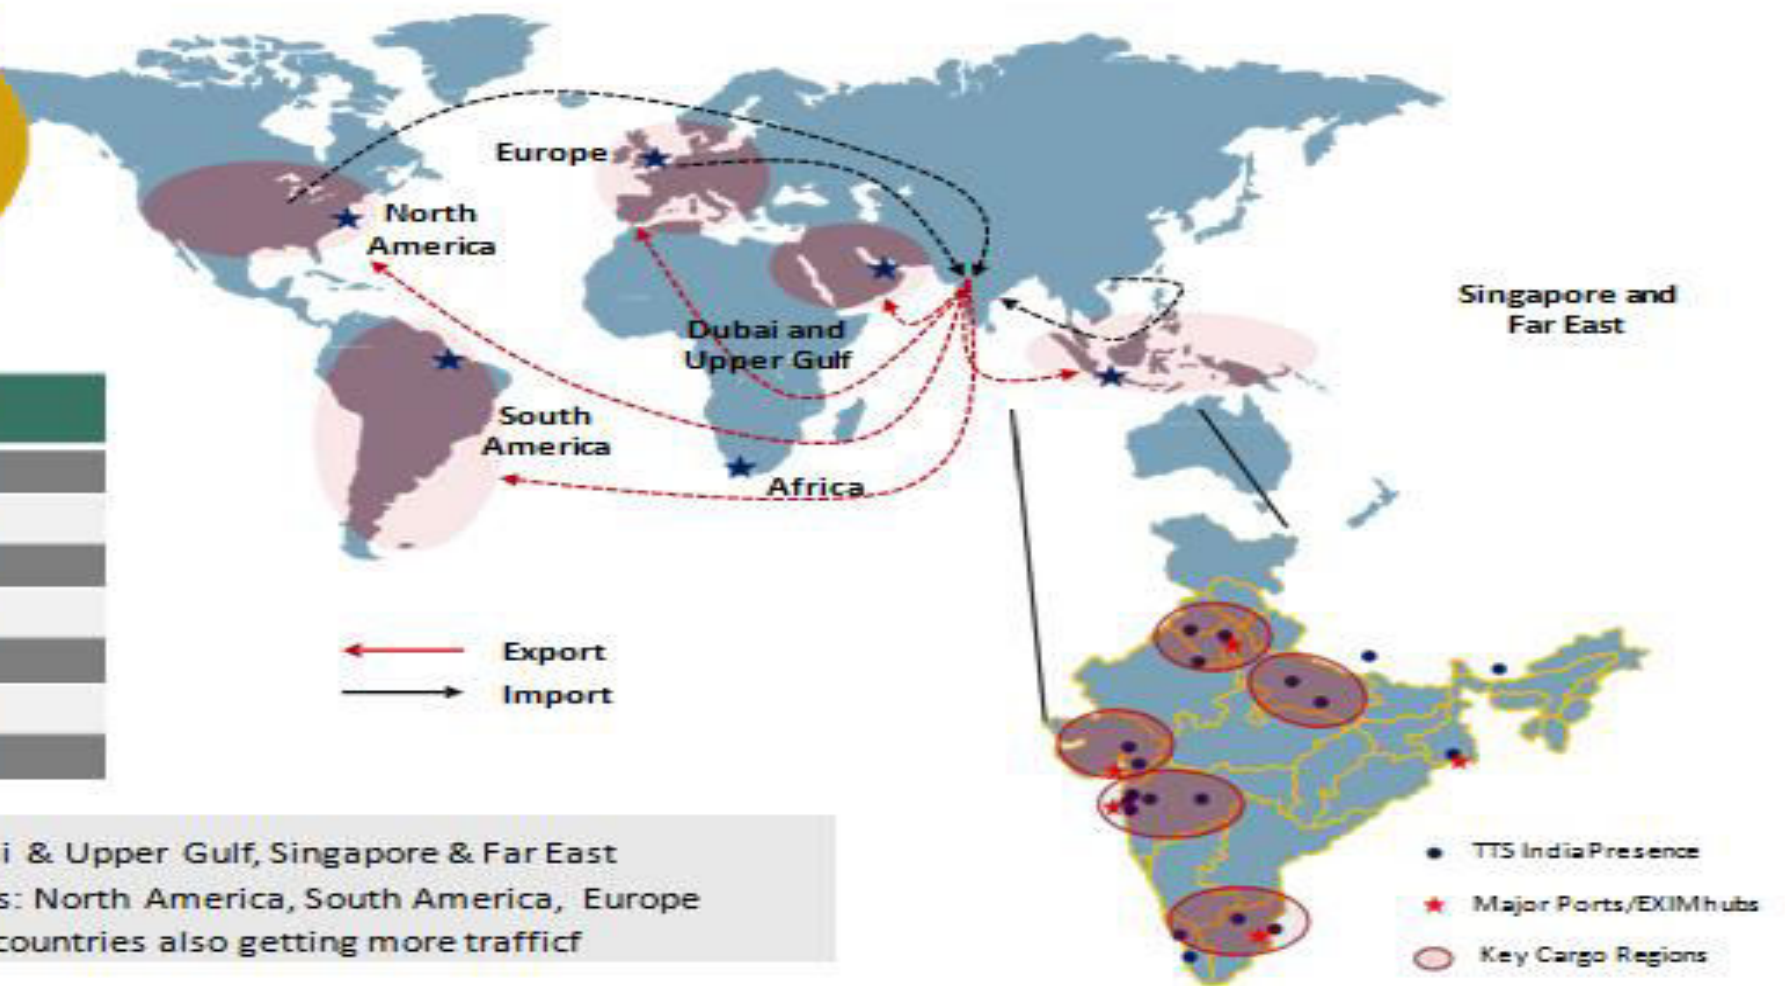 Europe
North
America
Dubai and
Upper Gulf
South
America
Africa
Singapore and
Far East
Export
Import
TTS India Presence
Major Ports/EXIM hubs
Key Cargo Regions
i & Upper Gulf, Singapore & Far East
s: North America, South America, Europe
countries also getting more trafficf